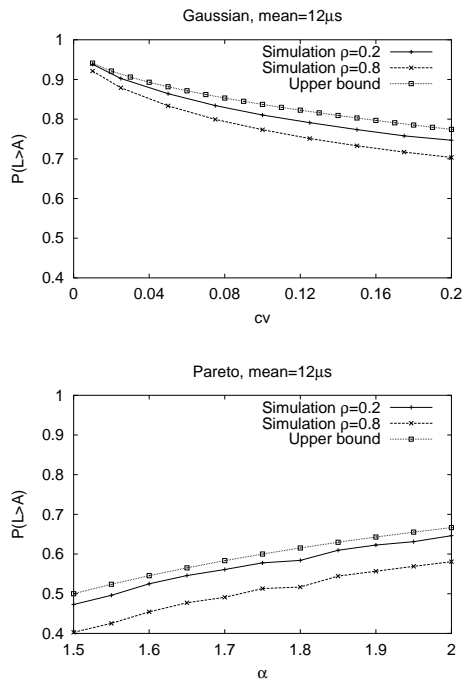 Gaussian, mean=12μs
1
0.9
0.8
0.7
0.6
0.5
0.4
P(L>A)
Simulation ρ=0.2
Simulation ρ=0.8
Upper bound
0 0.04 0.08 0.12 0.16 0.2
cv
Pareto, mean=12μs
1
0.9
0.8
0.7
0.6
0.5
0.4
P(L>A)
Simulation ρ=0.2
Simulation ρ=0.8
Upper bound
1.5 1.6 1.7 1.8 1.9 2
α